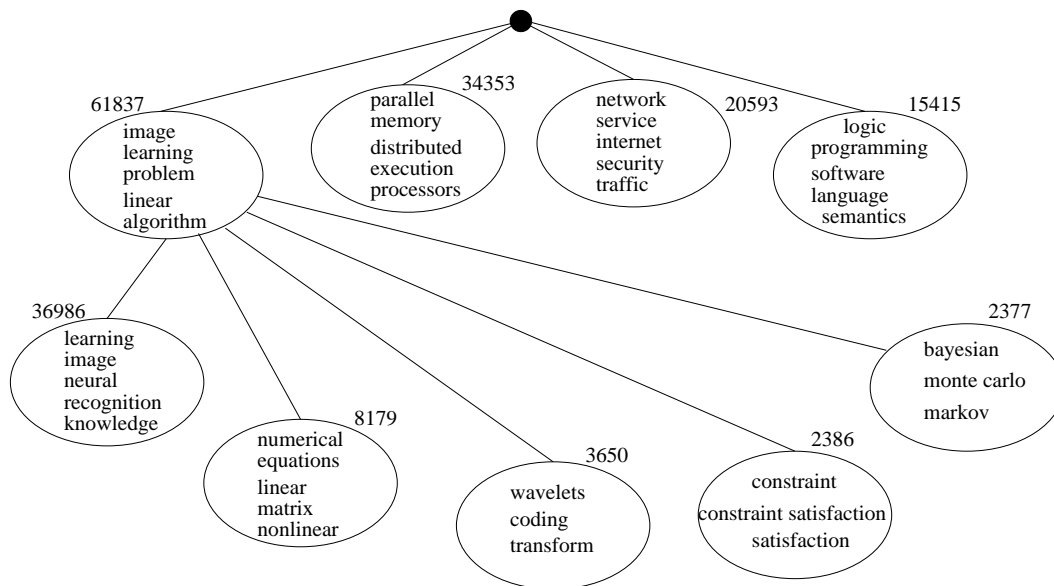 61837
image
learning
problem
linear
algorithm
34353
parallel
memory
distributed
execution
processors
20593
network
service
internet
security
traffic
15415
logic
programming
software
language
semantics
36986
learning
image
neural
recognition
knowledge
8179
numerical
equations
linear
matrix
nonlinear
3650
wavelets
coding
transform
2386
constraint
constraint satisfaction
satisfaction
2377
bayesian
monte carlo
markov